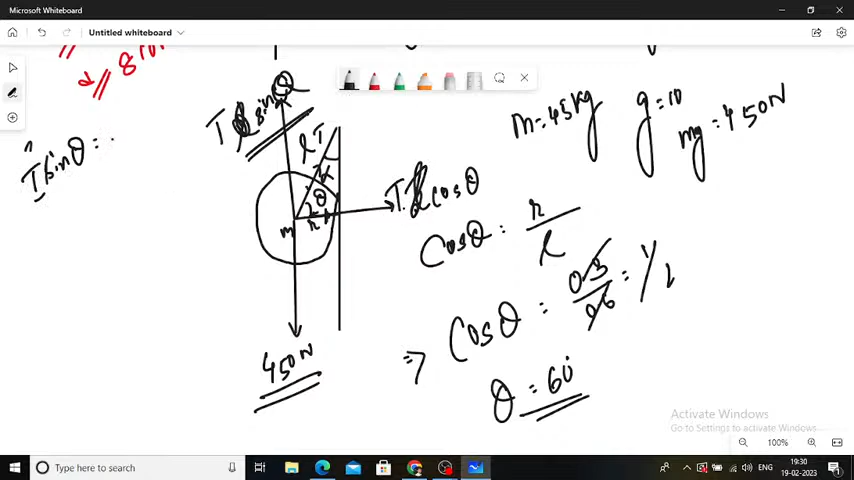 Microsoft Whiteboard
Untitled whiteboard
T sinθ
m=45kg
g=10
mg=450N
T sinθ =
l T
θ
T cosθ
r
m
cosθ = r/l
cosθ = 0.3/0.6 = 1/2
450N
⇒
θ = 60°
Activate Windows
Go to Settings to activate Windows.
100%
Type here to search
ENG
19:30
19-02-2023